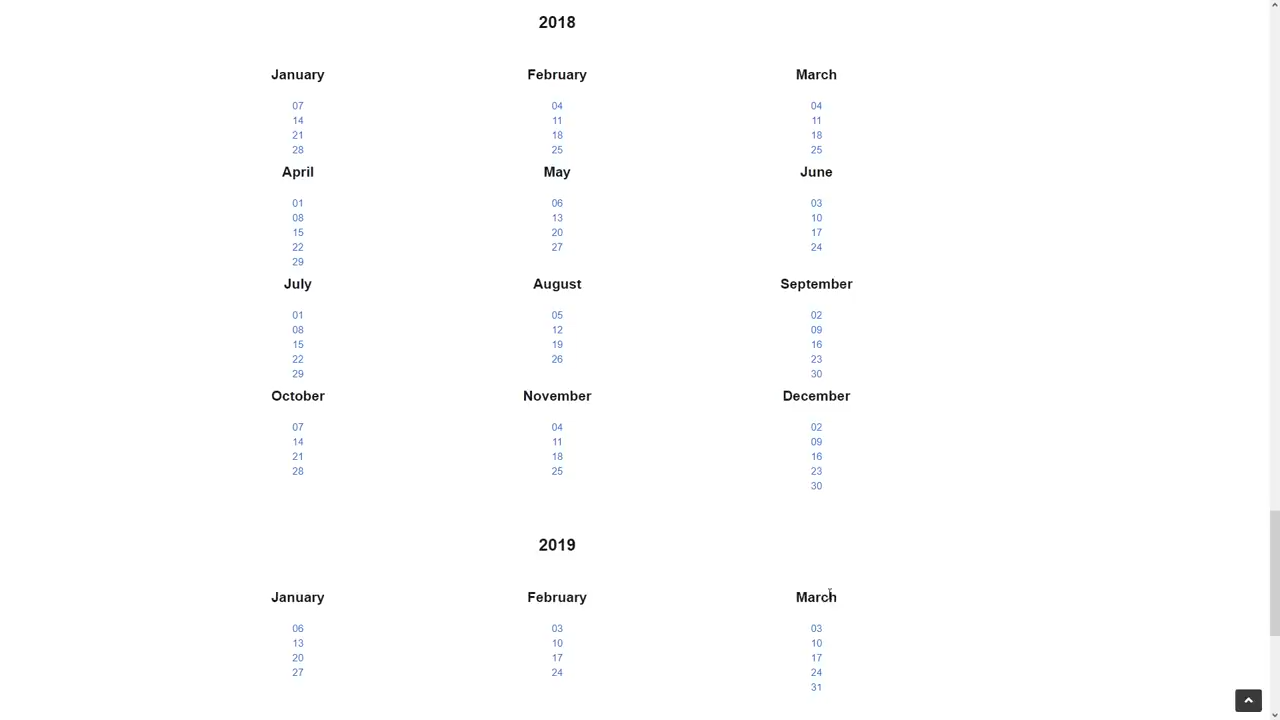 2018
January February March
07 04 04
14 11 11
21 18 18
28 25 25
April May June
01 06 03
08 13 10
15 20 17
22 27 24
29
July August September
01 05 02
08 12 09
15 19 16
22 26 23
29 30
October November December
07 04 02
14 11 09
21 18 16
28 25 23
30
2019
January February March
06 03 03
13 10 10
20 17 17
27 24 24
31